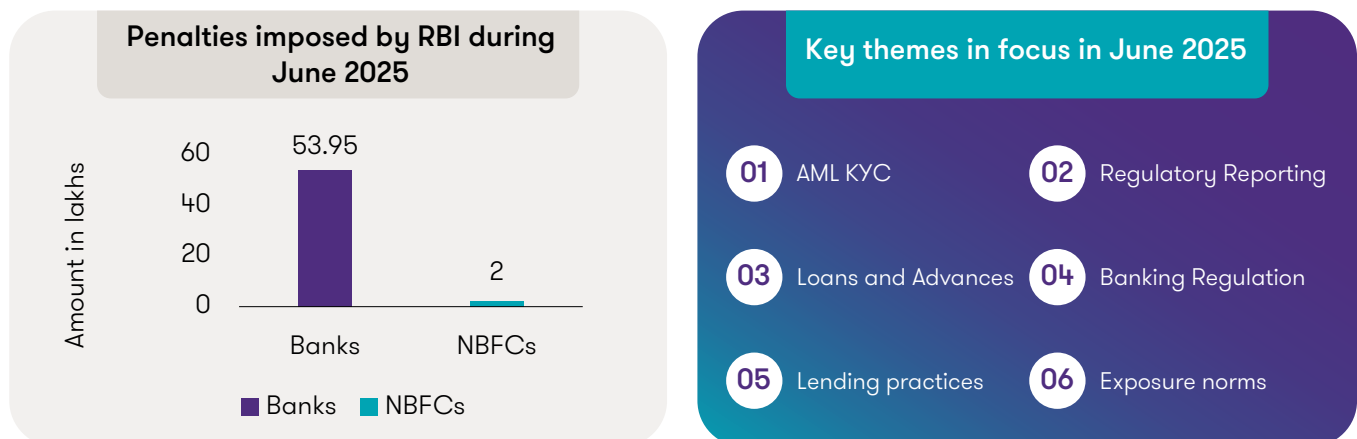 Penalties imposed by RBI during
June 2025
Amount in lakhs
60
40
20
0
53.95
2
Banks
NBFCs
Banks NBFCs
Key themes in focus in June 2025
01 AML KYC
02 Regulatory Reporting
03 Loans and Advances
04 Banking Regulation
05 Lending practices
06 Exposure norms